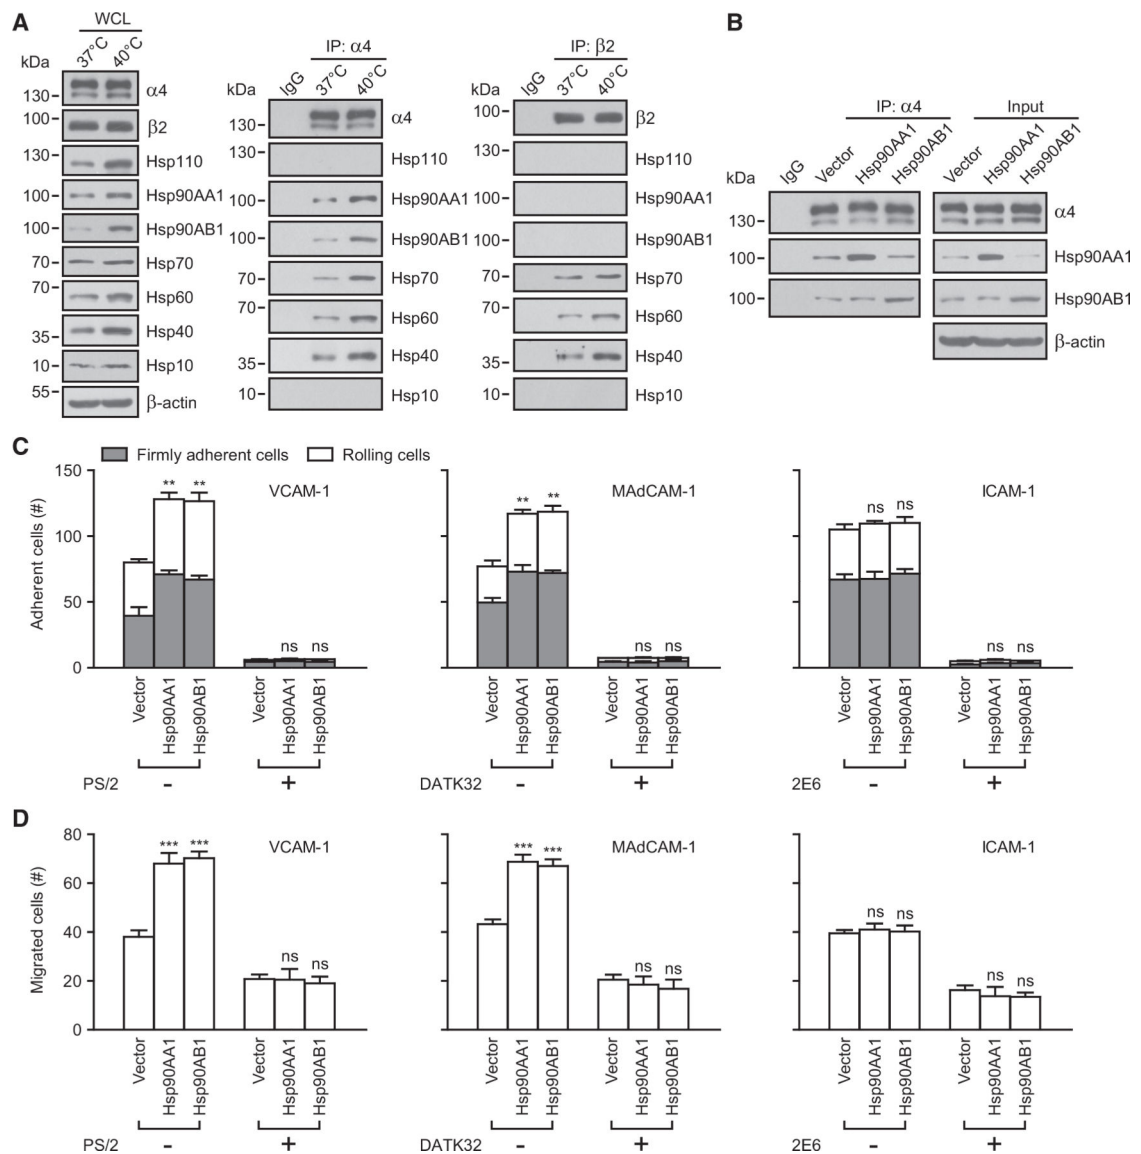 A
WCL
37°C 40°C
kDa
130 α4
100 β2
130 Hsp110
100 Hsp90AA1
100 Hsp90AB1
70 Hsp70
70 Hsp60
35 Hsp40
10 Hsp10
55 β-actin
IP: α4
IgG 37°C 40°C
kDa
130 α4
130 Hsp110
100 Hsp90AA1
100 Hsp90AB1
70 Hsp70
70 Hsp60
35 Hsp40
10 Hsp10
IP: β2
IgG 37°C 40°C
kDa
100 β2
130 Hsp110
100 Hsp90AA1
100 Hsp90AB1
70 Hsp70
70 Hsp60
35 Hsp40
10 Hsp10
B
IP: α4 Input
IgG Vector Hsp90AA1 Hsp90AB1 Vector Hsp90AA1 Hsp90AB1
kDa
130 α4
100 Hsp90AA1
100 Hsp90AB1
β-actin
C
Firmly adherent cells Rolling cells
Adherent cells (#)
150
100
50
0
VCAM-1
** **
ns ns
Vector Hsp90AA1 Hsp90AB1 Vector Hsp90AA1 Hsp90AB1
PS/2 - +
MAdCAM-1
** **
ns ns
Vector Hsp90AA1 Hsp90AB1 Vector Hsp90AA1 Hsp90AB1
DATK32 - +
ICAM-1
ns ns
ns ns
Vector Hsp90AA1 Hsp90AB1 Vector Hsp90AA1 Hsp90AB1
2E6 - +
D
Migrated cells (#)
80
60
40
20
0
VCAM-1
*** ***
ns ns
Vector Hsp90AA1 Hsp90AB1 Vector Hsp90AA1 Hsp90AB1
PS/2 - +
MAdCAM-1
*** ***
ns ns
Vector Hsp90AA1 Hsp90AB1 Vector Hsp90AA1 Hsp90AB1
DATK32 - +
ICAM-1
ns ns
ns ns
Vector Hsp90AA1 Hsp90AB1 Vector Hsp90AA1 Hsp90AB1
2E6 - +